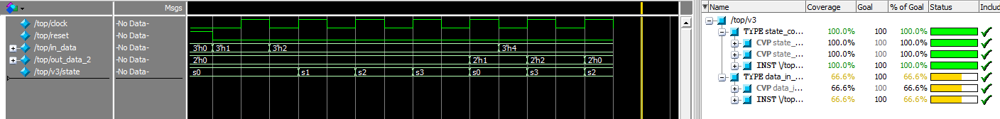 Msgs
/top/clock -No Data-
/top/reset -No Data-
/top/in_data -No Data- 3'h0 3'h1 3'h2 3'h4
/top/out_data_2 -No Data- 2'h0 2'h1 2'h2 2'h0
/top/v3/state -No Data- s0 s1 s2 s3 s0 s3 s2
Name Coverage Goal % of Goal Status Includ
/top/v3
TYPE state_co... 100.0% 100 100.0%
CVP state_... 100.0% 100 100.0%
CVP state_... 100.0% 100 100.0%
INST \/top... 100.0% 100 100.0%
TYPE data_in_... 66.6% 100 66.6%
CVP data_i... 66.6% 100 66.6%
INST \/top... 66.6% 100 66.6%